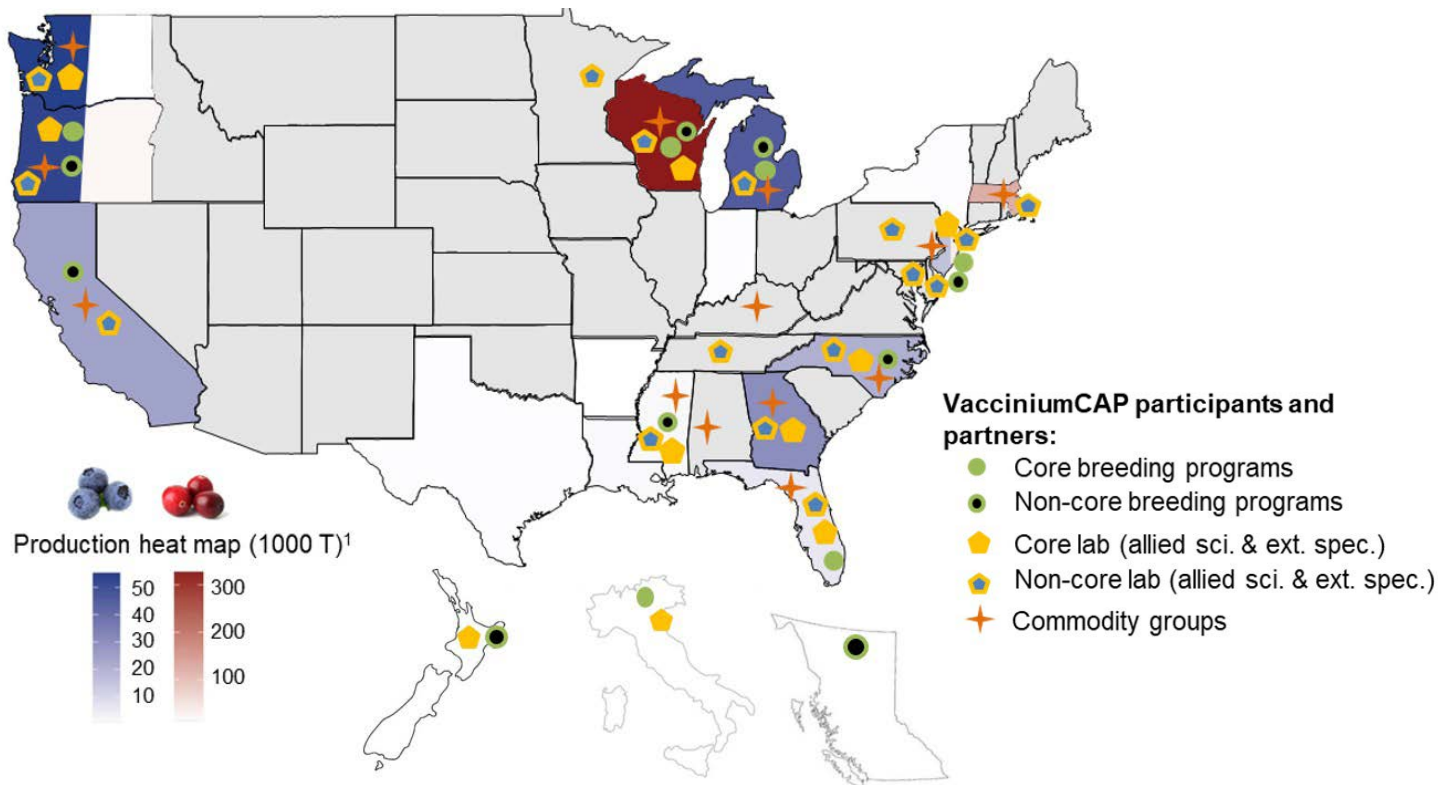 VacciniumCAP participants and
partners:
Core breeding programs
Non-core breeding programs
Core lab (allied sci. & ext. spec.)
Non-core lab (allied sci. & ext. spec.)
Commodity groups
Production heat map (1000 T)¹
50
40
30
20
10
300
200
100